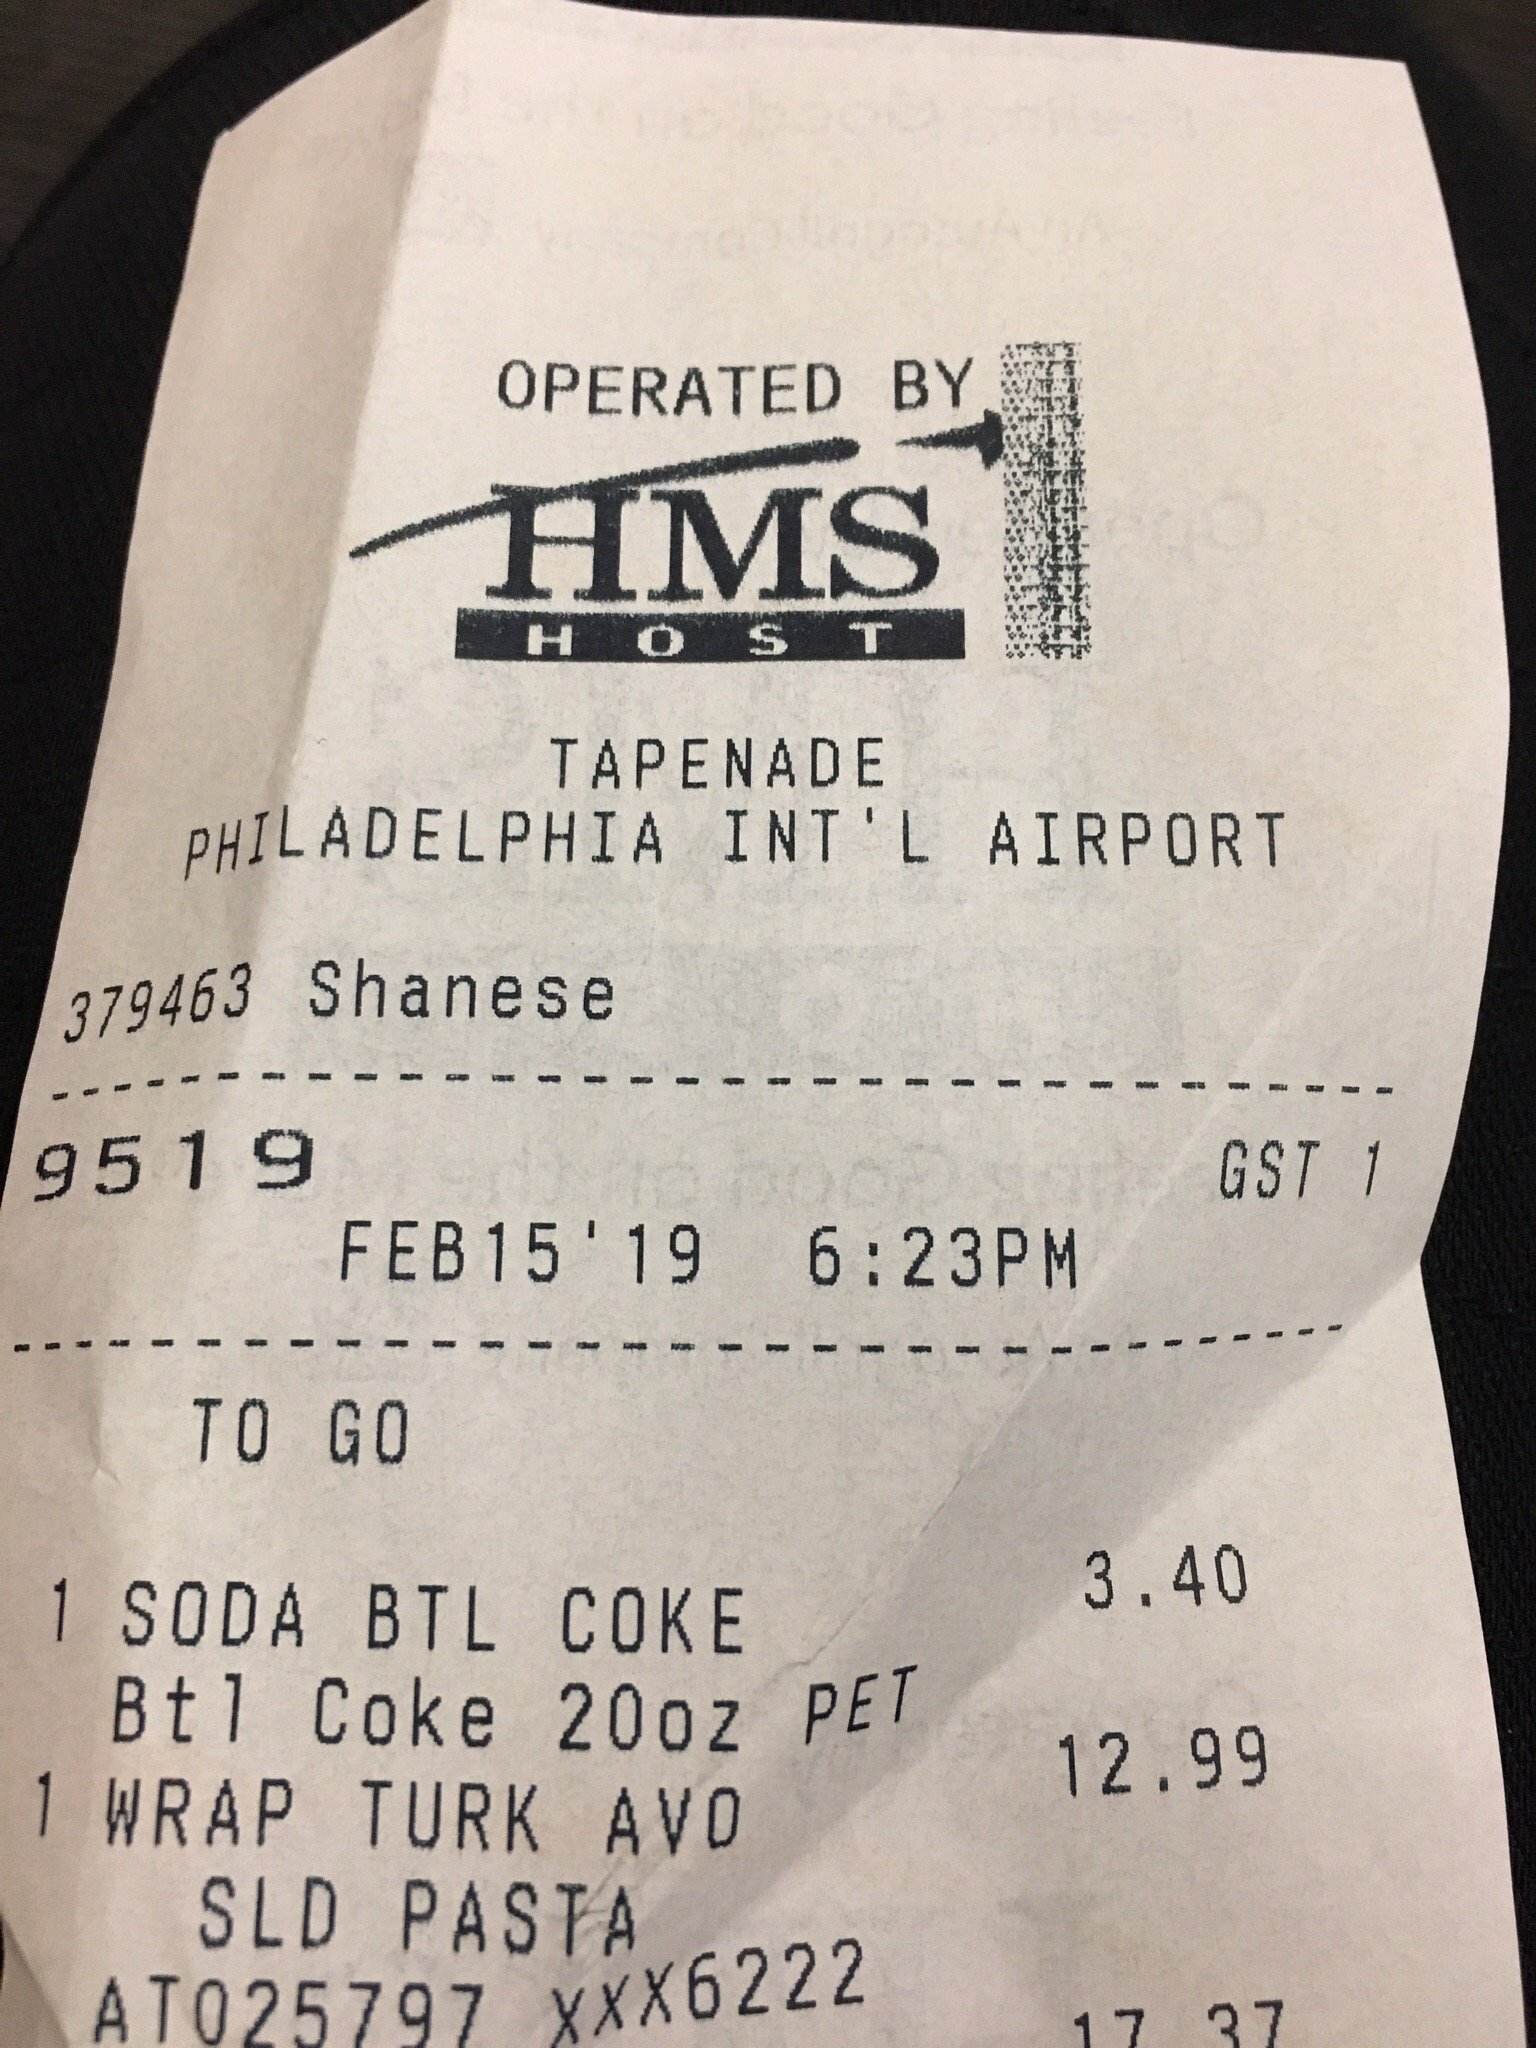 OPERATED BY
HMS
HOST
TAPENADE
PHILADELPHIA INT'L AIRPORT
379463 Shanese
9519 GST 1
FEB15'19 6:23PM
TO GO
1 SODA BTL COKE 3.40
Btl Coke 20oz PET
1 WRAP TURK AVO 12.99
SLD PASTA
AT025797 XXX6222
17.37